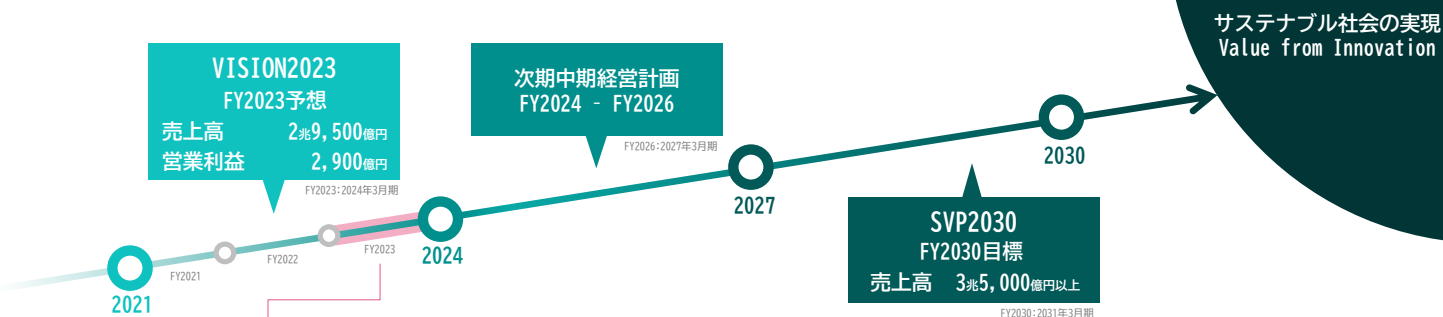 サステナブル社会の実現
Value from Innovation
VISION2023
FY2023予想
売上高 2兆9,500億円
営業利益 2,900億円
FY2023:2024年3月期
次期中期経営計画
FY2024 - FY2026
FY2026:2027年3月期
2021
FY2021
FY2022
FY2023
2024
2027
2030
SVP2030
FY2030目標
売上高 3兆5,000億円以上
FY2030:2031年3月期